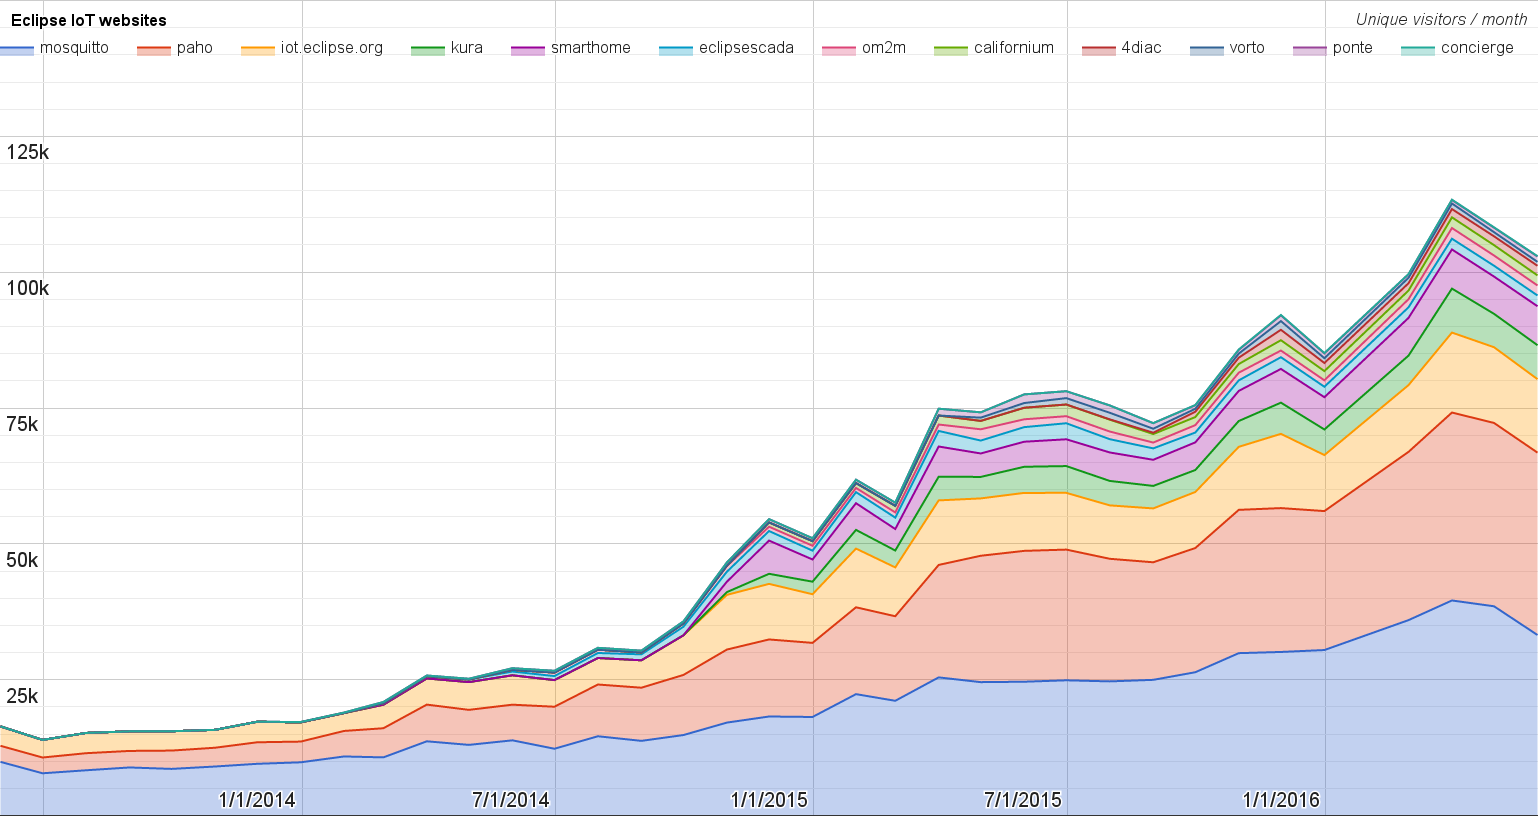 Eclipse IoT websites
Unique visitors / month
mosquitto paho iot.eclipse.org kura smarthome eclipsescada om2m californium 4diac vorto ponte concierge
125k
100k
75k
50k
25k
1/1/2014 7/1/2014 1/1/2015 7/1/2015 1/1/2016